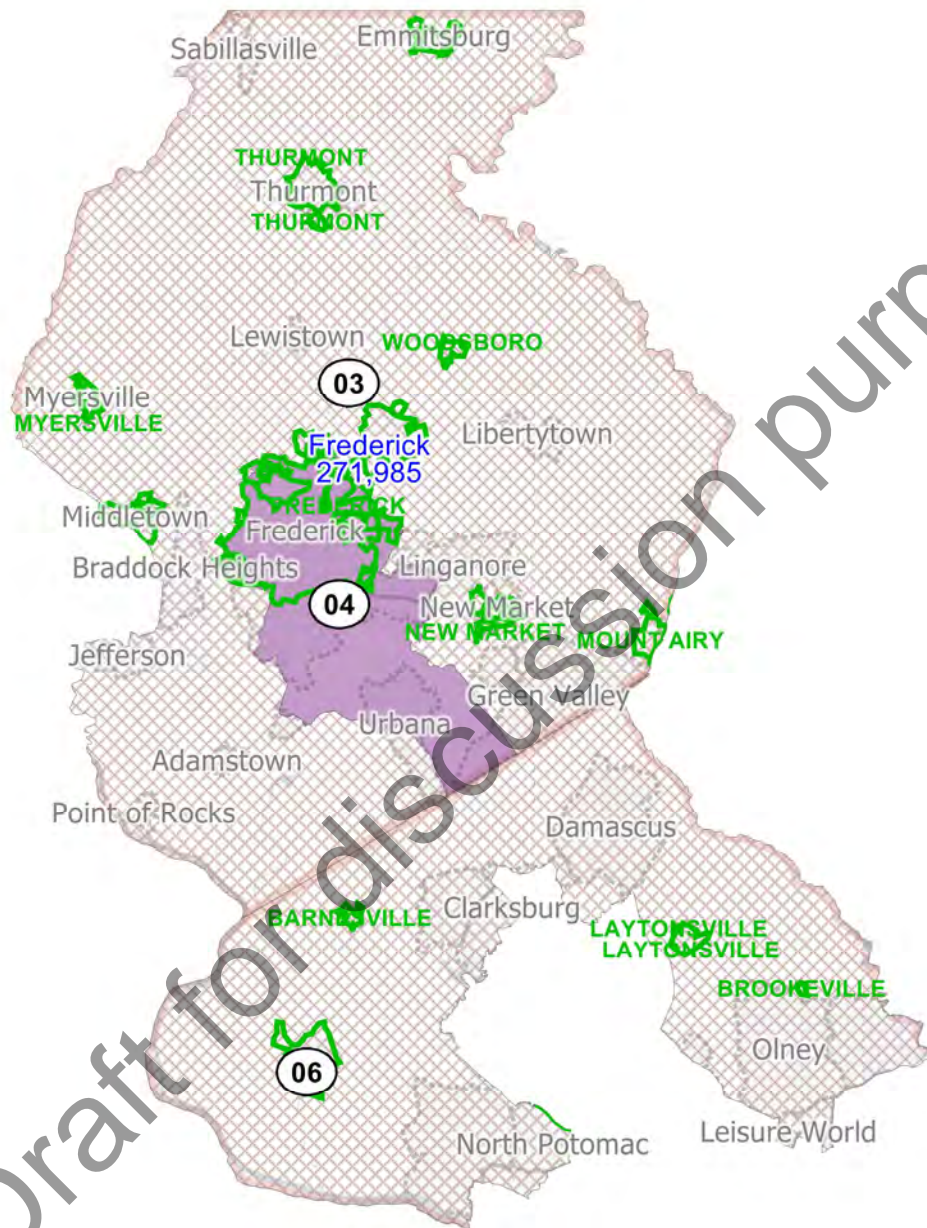 Sabillasville
Emmitsburg
THURMONT
Thurmont
THURMONT
Lewistown
WOODSBORO
03
Myersville
MYERSVILLE
Libertytown
Frederick
271,985
FREDERICK
Middletown
Frederick
Braddock Heights
Linganore
04
New Market
NEW MARKET
MOUNT AIRY
Jefferson
Green Valley
Urbana
Adamstown
Point of Rocks
Damascus
BARNESVILLE
Clarksburg
LAYTONSVILLE
LAYTONSVILLE
BROOKEVILLE
Olney
06
North Potomac
Leisure World
Draft for discussion purp